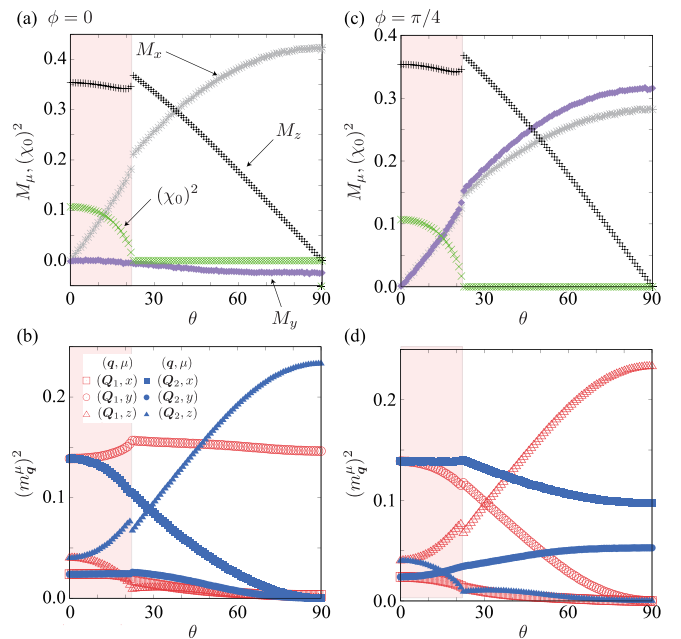 (a) ϕ = 0
(c) ϕ = π/4
M_μ, (χ_0)^2
0.4
0.3
0.2
0.1
0.0
M_x
M_z
(χ_0)^2
M_y
0 30 60 90
θ
M_μ, (χ_0)^2
0.4
0.3
0.2
0.1
0
0 30 60 90
θ
(b)
(m_q^μ)^2
0.2
0.1
0
(q, μ) (q, μ)
(Q_1, x) (Q_2, x)
(Q_1, y) (Q_2, y)
(Q_1, z) (Q_2, z)
0 30 60 90
θ
(d)
(m_q^μ)^2
0.2
0.1
0
0 30 60 90
θ